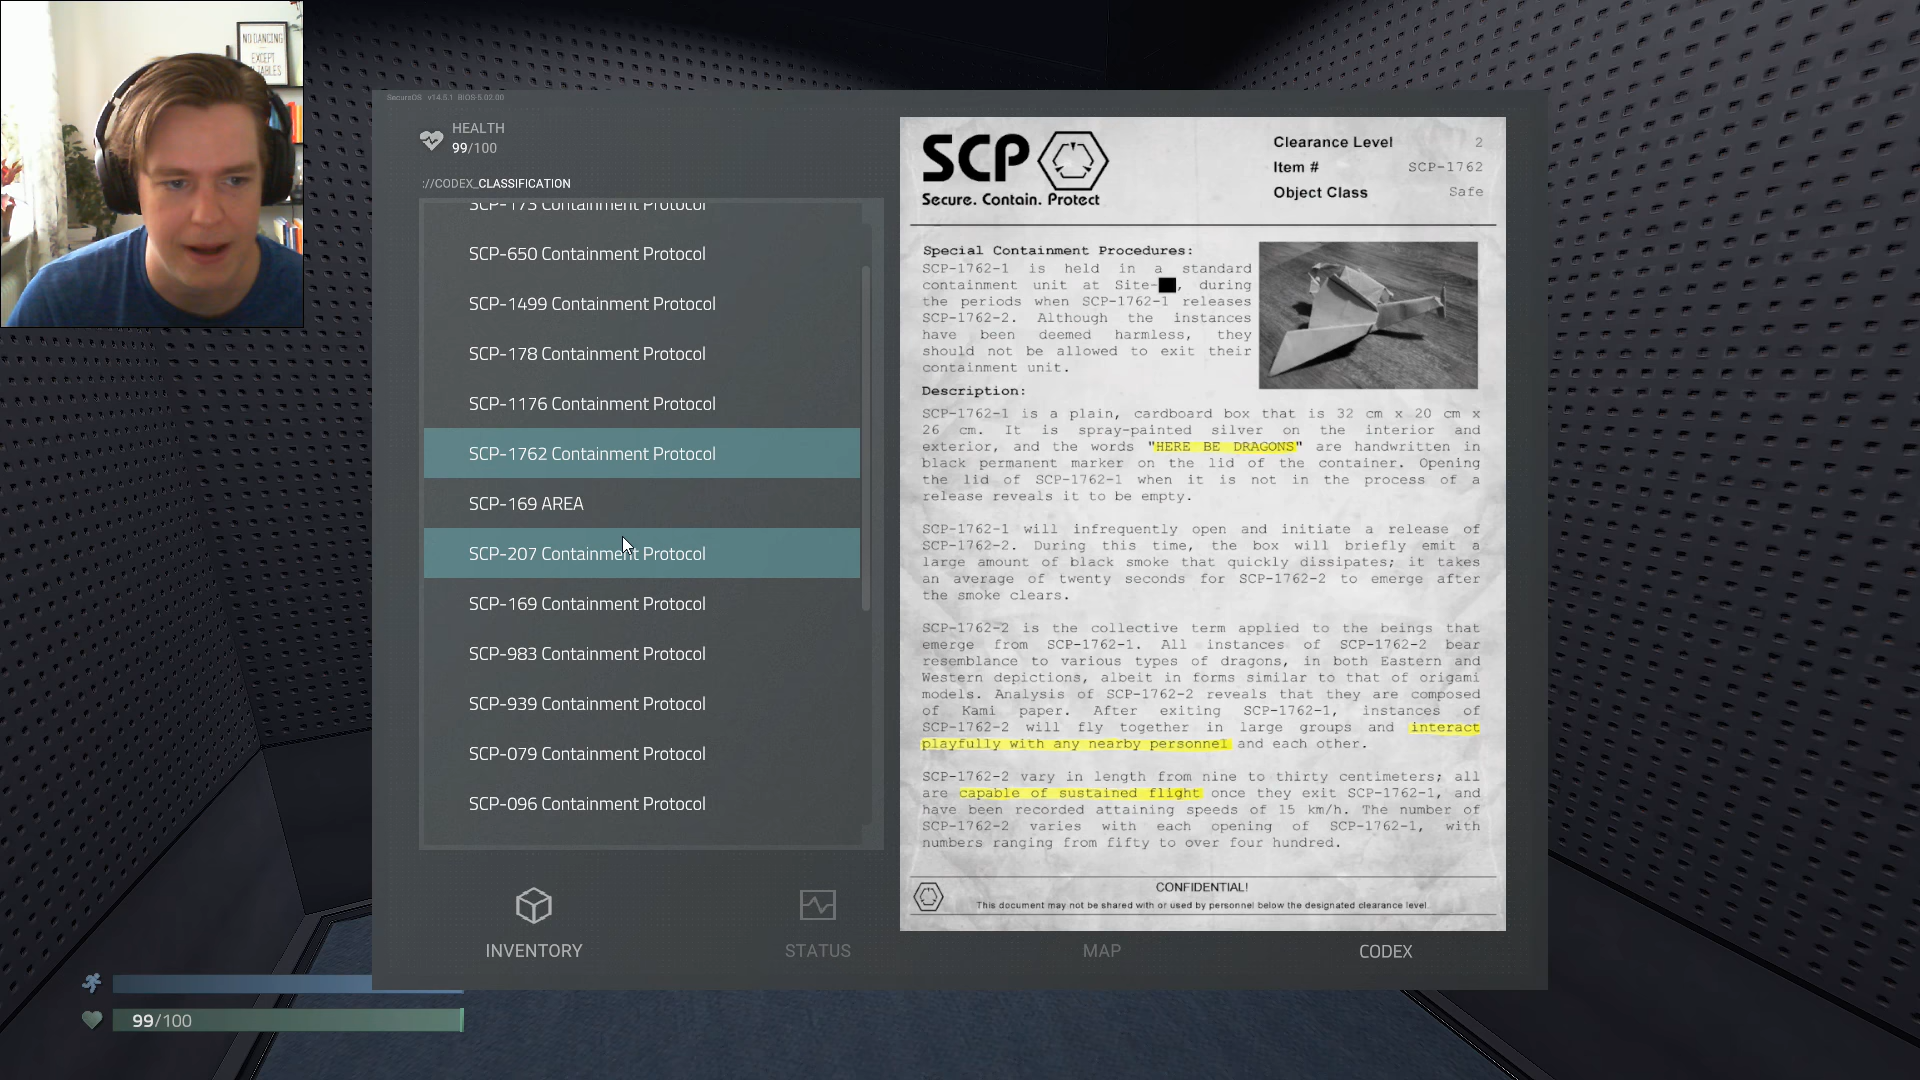 NO DANCING
EXCEPT
TABLES
SecureOS v14.5.1 BIOS-5.02.00
HEALTH
99/100
://CODEX_CLASSIFICATION
SCP-173 Containment Protocol
SCP-650 Containment Protocol
SCP-1499 Containment Protocol
SCP-178 Containment Protocol
SCP-1176 Containment Protocol
SCP-1762 Containment Protocol
SCP-169 AREA
SCP-207 Containment Protocol
SCP-169 Containment Protocol
SCP-983 Containment Protocol
SCP-939 Containment Protocol
SCP-079 Containment Protocol
SCP-096 Containment Protocol
SCP
Secure. Contain. Protect
Clearance Level 2
Item # SCP-1762
Object Class Safe
Special Containment Procedures:
SCP-1762-1 is held in a standard
containment unit at Site-██, during
the periods when SCP-1762-1 releases
SCP-1762-2. Although the instances
have been deemed harmless, they
should not be allowed to exit their
containment unit.
Description:
SCP-1762-1 is a plain, cardboard box that is 32 cm x 20 cm x
26 cm. It is spray-painted silver on the interior and
exterior, and the words "HERE BE DRAGONS" are handwritten in
black permanent marker on the lid of the container. Opening
the lid of SCP-1762-1 when it is not in the process of a
release reveals it to be empty.
SCP-1762-1 will infrequently open and initiate a release of
SCP-1762-2. During this time, the box will briefly emit a
large amount of black smoke that quickly dissipates; it takes
an average of twenty seconds for SCP-1762-2 to emerge after
the smoke clears.
SCP-1762-2 is the collective term applied to the beings that
emerge from SCP-1762-1. All instances of SCP-1762-2 bear
resemblance to various types of dragons, in both Eastern and
Western depictions, albeit in forms similar to that of origami
models. Analysis of SCP-1762-2 reveals that they are composed
of Kami paper. After exiting SCP-1762-1, instances of
SCP-1762-2 will fly together in large groups and interact
playfully with any nearby personnel and each other.
SCP-1762-2 vary in length from nine to thirty centimeters; all
are capable of sustained flight once they exit SCP-1762-1, and
have been recorded attaining speeds of 15 km/h. The number of
SCP-1762-2 varies with each opening of SCP-1762-1, with
numbers ranging from fifty to over four hundred.
CONFIDENTIAL!
This document may not be shared with or used by personnel below the designated clearance level.
INVENTORY
STATUS
MAP
CODEX
99/100